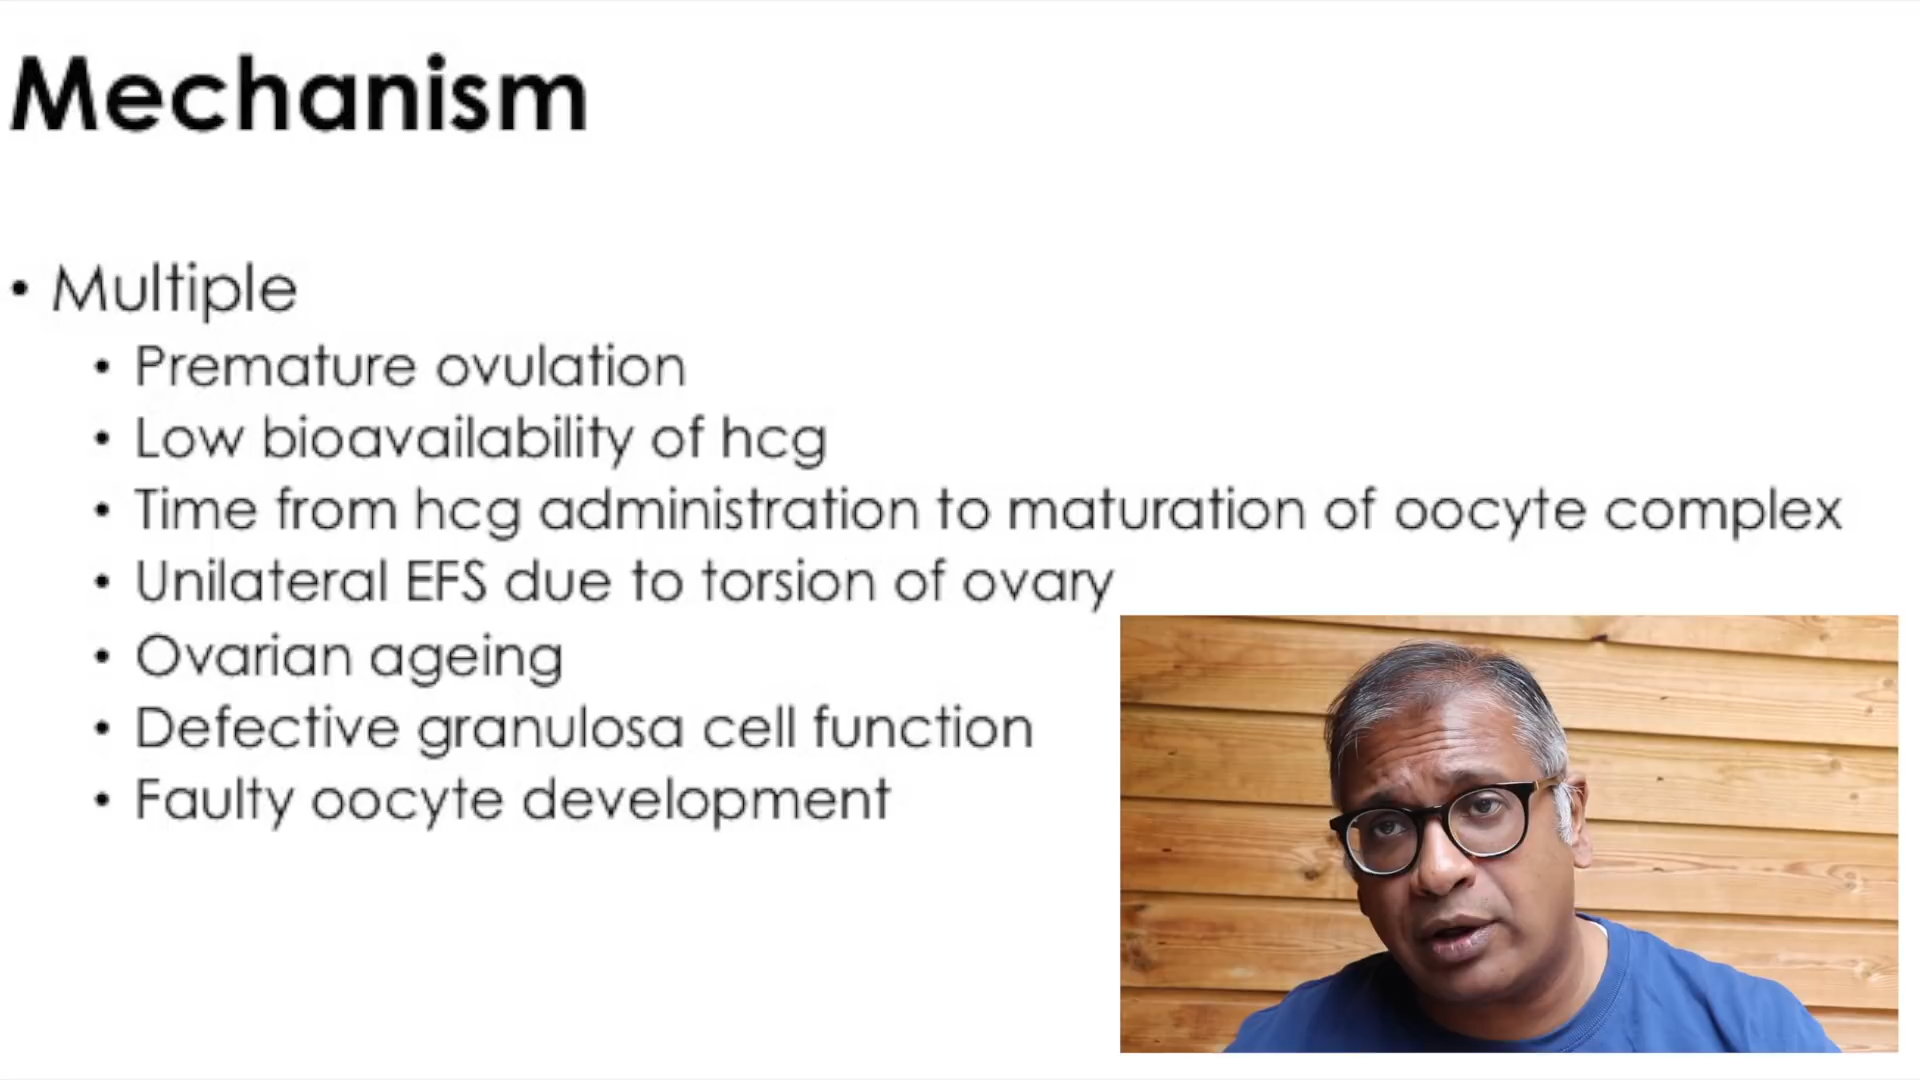 Mechanism
• Multiple
• Premature ovulation
• Low bioavailability of hcg
• Time from hcg administration to maturation of oocyte complex
• Unilateral EFS due to torsion of ovary
• Ovarian ageing
• Defective granulosa cell function
• Faulty oocyte development